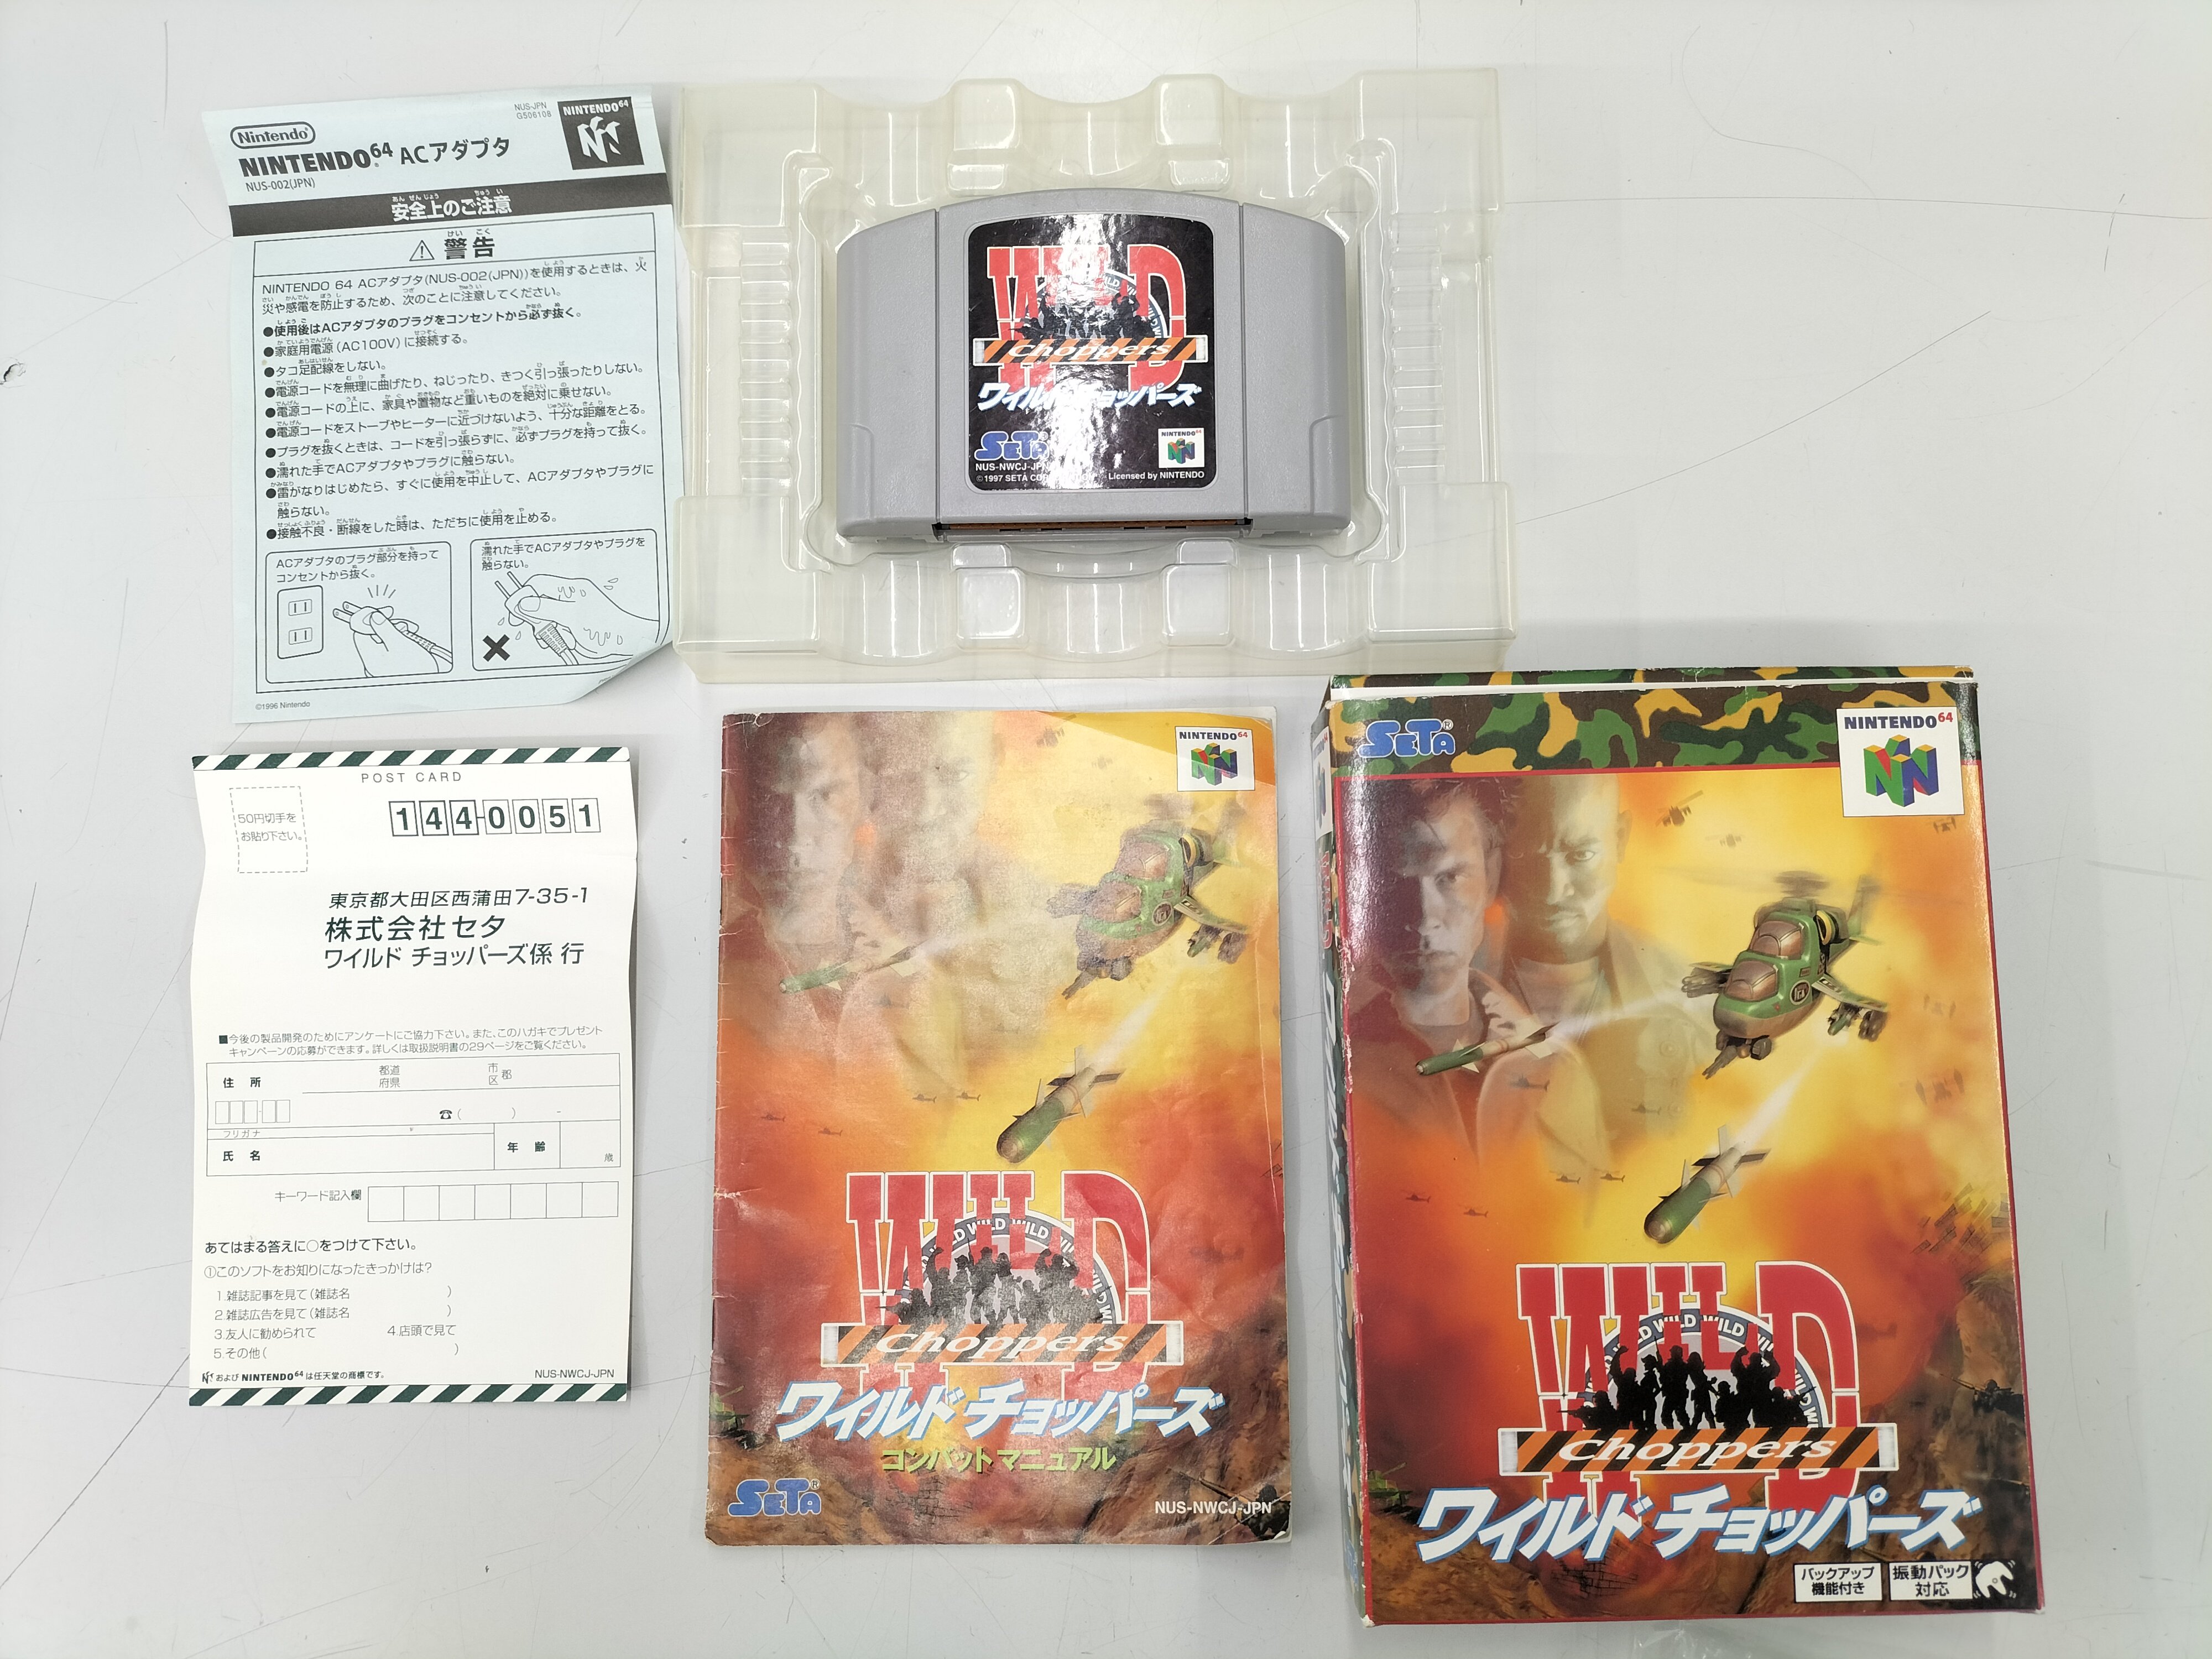 Nintendo
NINTENDO64 ACアダプタ
NUS-002(JPN)
NUS-JPN
G506108
NINTENDO64
安全上のご注意
警告
NINTENDO 64 ACアダプタ(NUS-002(JPN))を使用するときは、火
災や感電を防止するため、次のことに注意してください。
●使用後はACアダプタのプラグをコンセントから必ず抜く。
●家庭用電源(AC100V)に接続する。
●タコ足配線をしない。
●電源コードを無理に曲げたり、ねじったり、きつく引っ張ったりしない。
●電源コードの上に、家具や置物など重いものを絶対に乗せない。
●電源コードをストーブやヒーターに近づけないよう、十分な距離をとる。
●プラグを抜くときは、コードを引っ張らずに、必ずプラグを持って抜く。
●濡れた手でACアダプタやプラグに触らない。
●雷がなりはじめたら、すぐに使用を中止して、ACアダプタやプラグに
触らない。
●接触不良・断線をした時は、ただちに使用を止める。
ACアダプタのプラグ部分を持って
コンセントから抜く。
濡れた手でACアダプタやプラグを
触らない。
©1996 Nintendo
WILD
Choppers
ワイルドチョッパーズ
SETA
NINTENDO64
NUS-NWCJ-JPN
©1997 SETA
Licensed by NINTENDO
POST CARD
50円切手を
お貼り下さい。
144-0051
東京都大田区西蒲田7-35-1
株式会社セタ
ワイルド チョッパーズ係 行
■今後の製品開発のためにアンケートにご協力下さい。また、このハガキでプレゼント
キャンペーンの応募ができます。詳しくは取扱説明書の29ページをご覧ください。
住 所
都道
府県
市
区
郡
☎( ) -
フリガナ
氏 名
年 齢
歳
キーワード記入欄
あてはまる答えに○をつけて下さい。
①このソフトをお知りになったきっかけは?
1.雑誌記事を見て(雑誌名 )
2.雑誌広告を見て(雑誌名 )
3.友人に勧められて 4.店頭で見て
5.その他( )
および NINTENDO64は任天堂の商標です。
NUS-NWCJ-JPN
NINTENDO64
WILD
WILD WILD WILD
Choppers
ワイルド チョッパーズ
コンバットマニュアル
SETA®
NUS-NWCJ-JPN
SETA®
NINTENDO64
WILD
WILD WILD WILD
Choppers
ワイルド チョッパーズ
バックアップ
機能付き
振動パック
対応